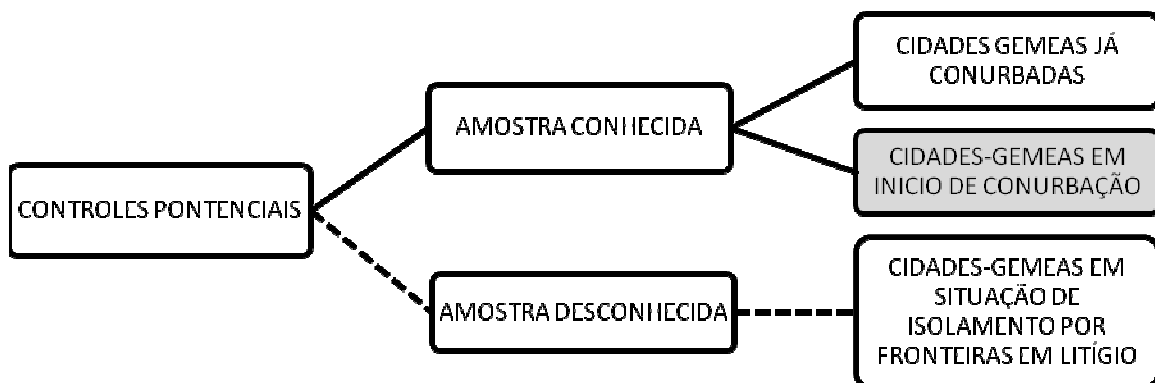 CONTROLES PONTENCIAIS
AMOSTRA CONHECIDA
CIDADES GEMEAS JÁ
CONURBADAS
CIDADES-GEMEAS EM
INICIO DE CONURBAÇÃO
AMOSTRA DESCONHECIDA
CIDADES-GEMEAS EM
SITUAÇÃO DE
ISOLAMENTO POR
FRONTEIRAS EM LITÍGIO